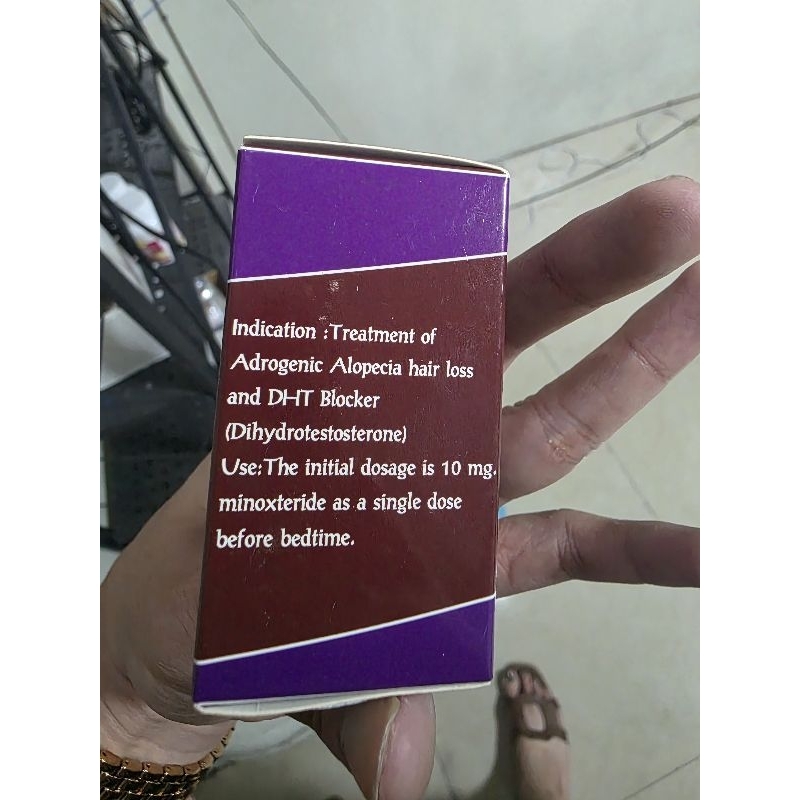 Indication :Treatment of
Adrogenic Alopecia hair loss
and DHT Blocker
(Dihydrotestosterone)
Use:The initial dosage is 10 mg.
minoxteride as a single dose
before bedtime.